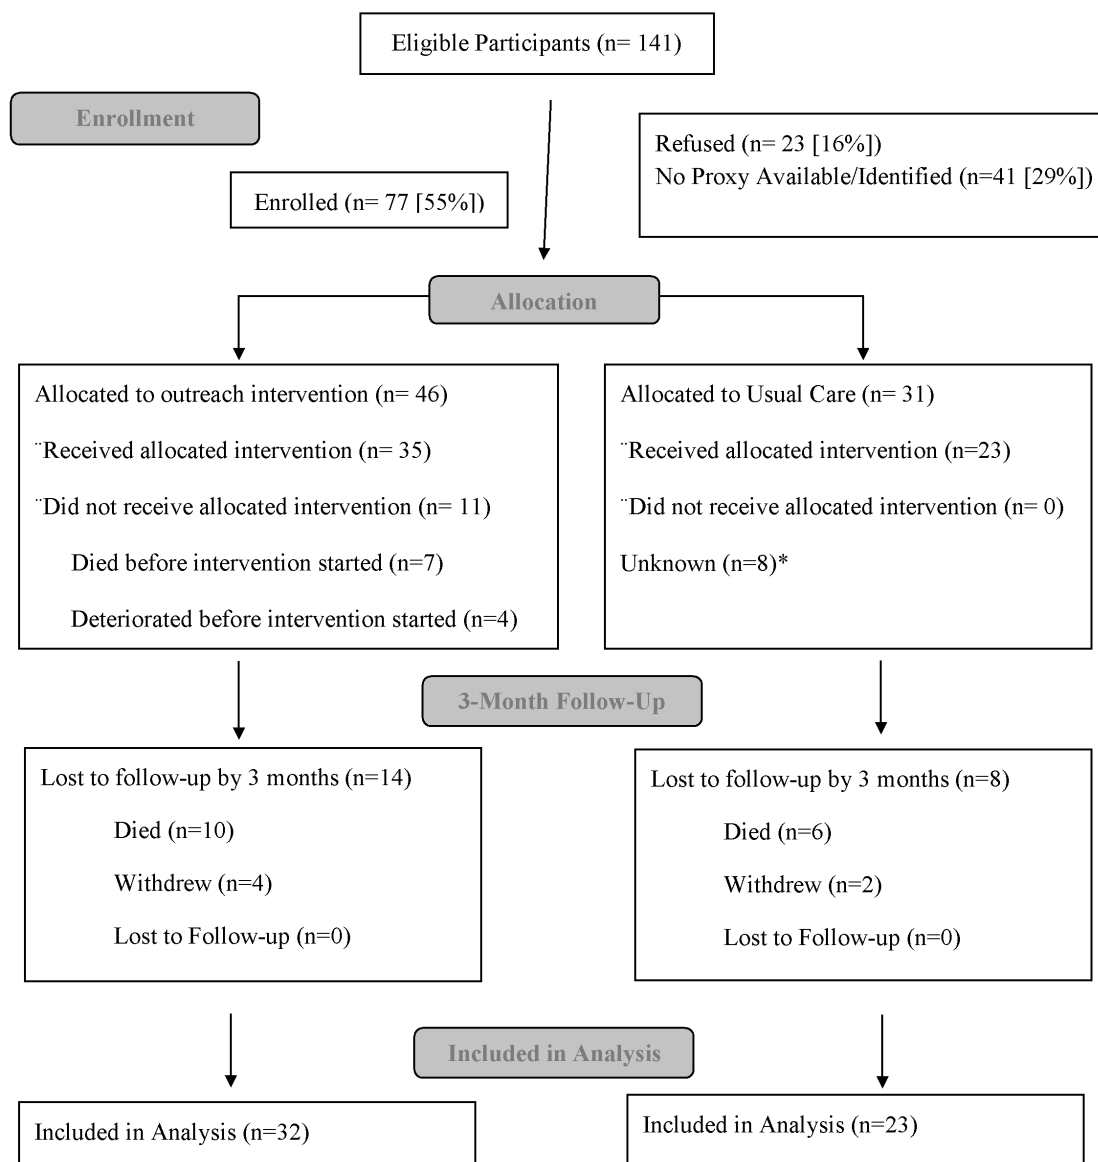 Eligible Participants (n= 141)
Enrollment
Refused (n= 23 [16%])
No Proxy Available/Identified (n=41 [29%])
Enrolled (n= 77 [55%])
Allocation
Allocated to outreach intervention (n= 46)
¨Received allocated intervention (n= 35)
¨Did not receive allocated intervention (n= 11)
Died before intervention started (n=7)
Deteriorated before intervention started (n=4)
Allocated to Usual Care (n= 31)
¨Received allocated intervention (n=23)
¨Did not receive allocated intervention (n= 0)
Unknown (n=8)*
3-Month Follow-Up
Lost to follow-up by 3 months (n=14)
Died (n=10)
Withdrew (n=4)
Lost to Follow-up (n=0)
Lost to follow-up by 3 months (n=8)
Died (n=6)
Withdrew (n=2)
Lost to Follow-up (n=0)
Included in Analysis
Included in Analysis (n=32)
Included in Analysis (n=23)